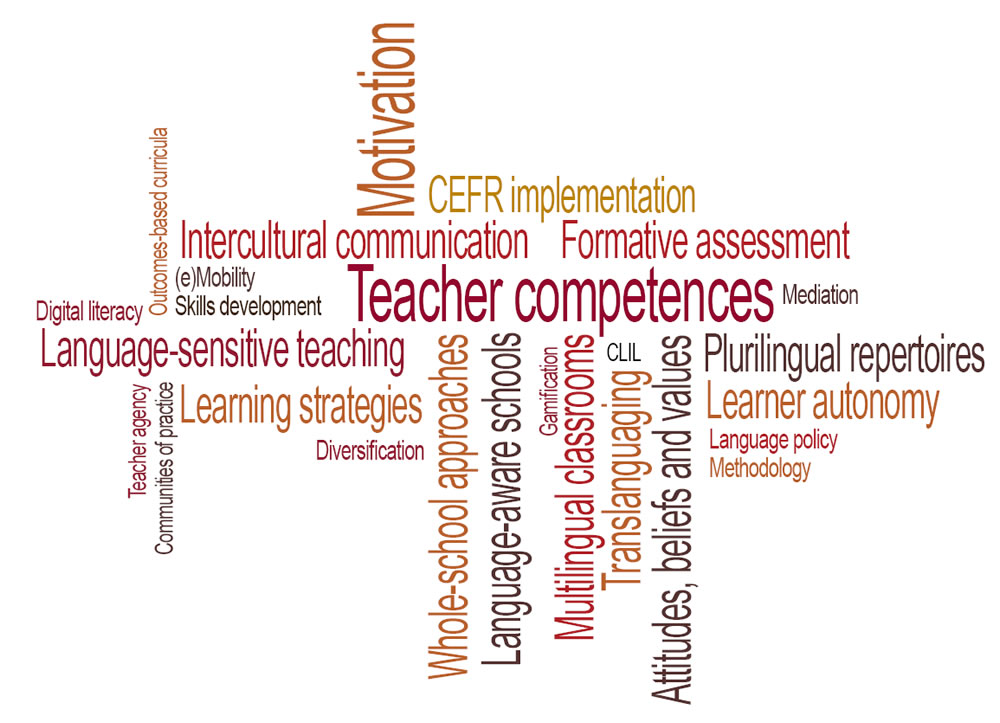 Motivation
Outcomes-based curricula
CEFR implementation
Intercultural communication
Formative assessment
(e)Mobility
Skills development
Teacher competences
Mediation
Digital literacy
Language-sensitive teaching
Whole-school approaches
Language-aware schools
Gamification
Multilingual classrooms
CLIL
Translanguaging
Attitudes, beliefs and values
Plurilingual repertoires
Teacher agency
Communities of practice
Learning strategies
Learner autonomy
Diversification
Language policy
Methodology